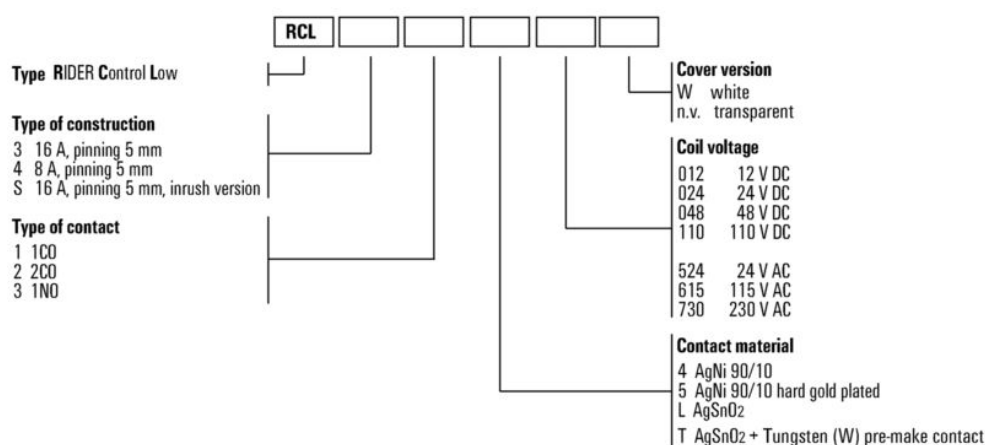 RCL
Type RIDER Control Low
Type of construction
3 16 A, pinning 5 mm
4 8 A, pinning 5 mm
S 16 A, pinning 5 mm, inrush version
Type of contact
1 1CO
2 2CO
3 1NO
Cover version
W white
n.v. transparent
Coil voltage
012 12 V DC
024 24 V DC
048 48 V DC
110 110 V DC
524 24 V AC
615 115 V AC
730 230 V AC
Contact material
4 AgNi 90/10
5 AgNi 90/10 hard gold plated
L AgSnO2
T AgSnO2 + Tungsten (W) pre-make contact